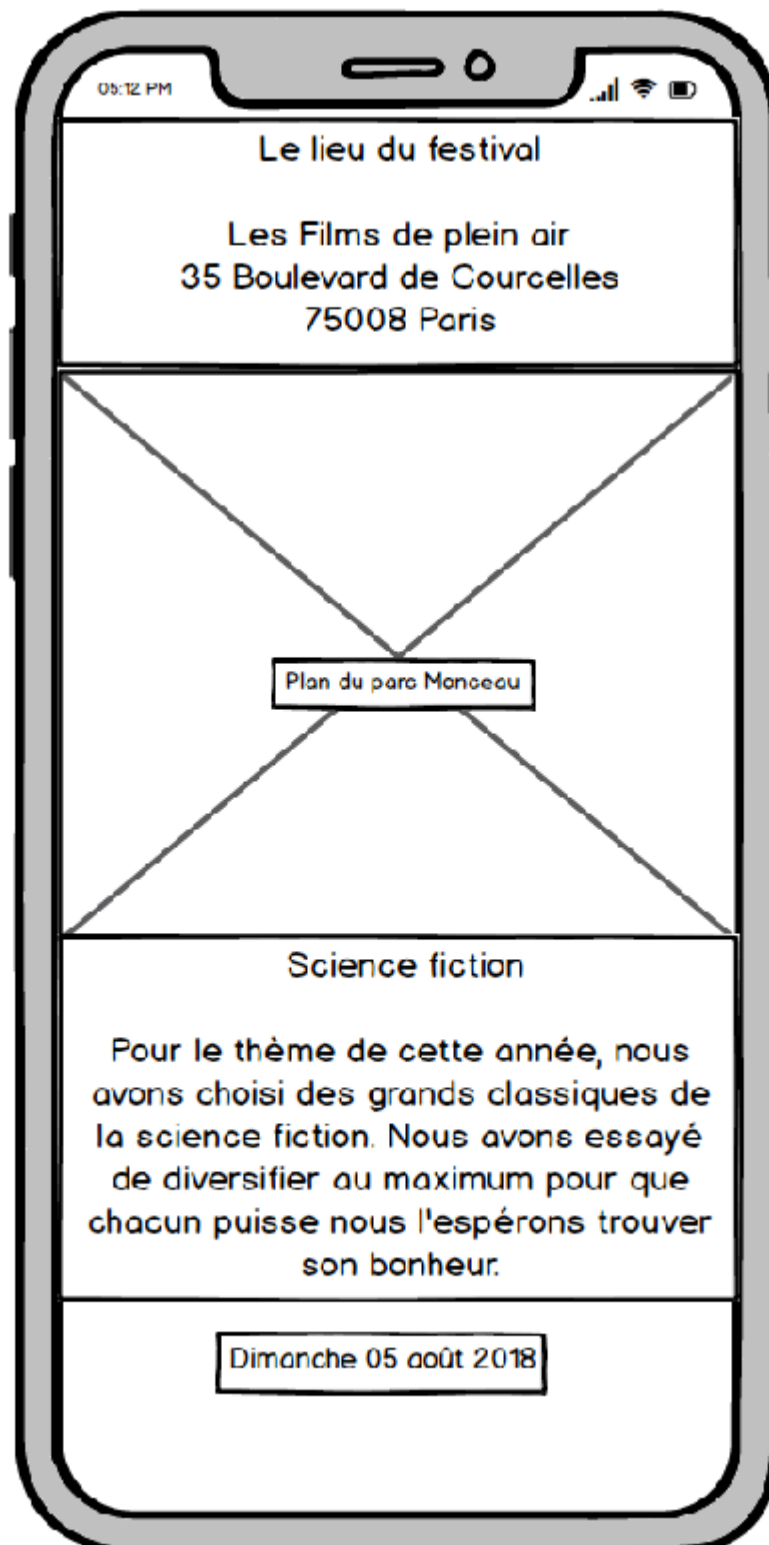 05:12 PM
Le lieu du festival
Les Films de plein air
35 Boulevard de Courcelles
75008 Paris
Plan du parc Monceau
Science fiction
Pour le thème de cette année, nous
avons choisi des grands classiques de
la science fiction. Nous avons essayé
de diversifier au maximum pour que
chacun puisse nous l'espérons trouver
son bonheur.
Dimanche 05 août 2018